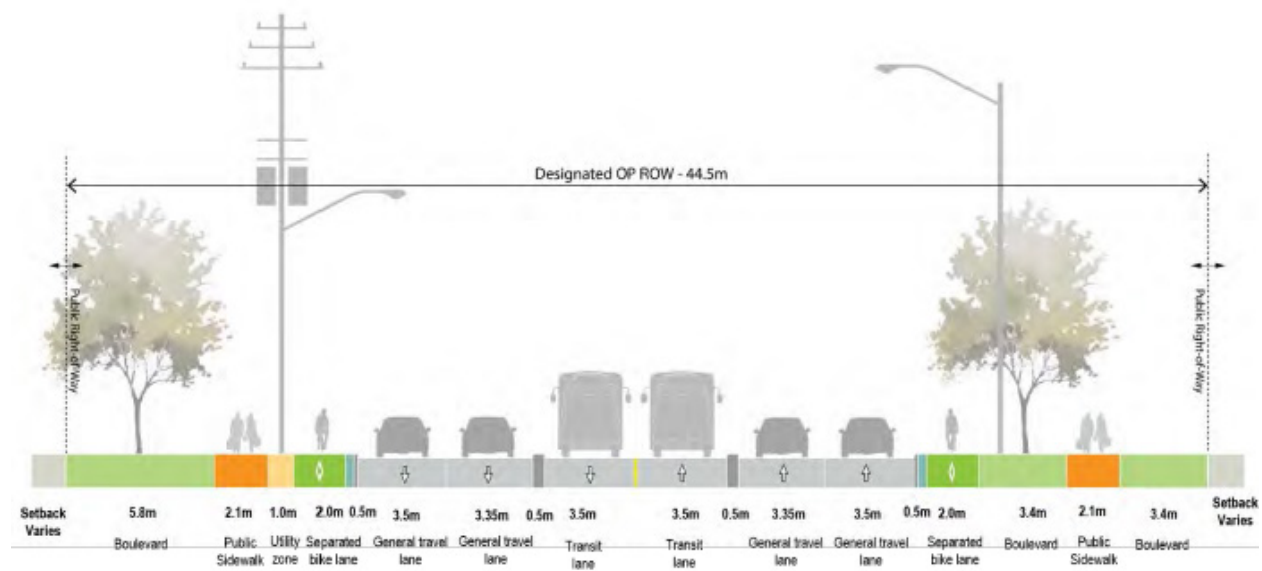 Designated OP ROW - 44.5m
Public Right-of-Way
Public Right-of-Way
Setback
Varies
5.8m
Boulevard
2.1m
Public
Sidewalk
1.0m
Utility
zone
2.0m
Separated
bike lane
0.5m
3.5m
General travel
lane
3.35m
General travel
lane
0.5m
3.5m
Transit
lane
3.5m
Transit
lane
0.5m
3.35m
General travel
lane
3.5m
General travel
lane
0.5m
2.0m
Separated
bike lane
3.4m
Boulevard
2.1m
Public
Sidewalk
3.4m
Boulevard
Setback
Varies